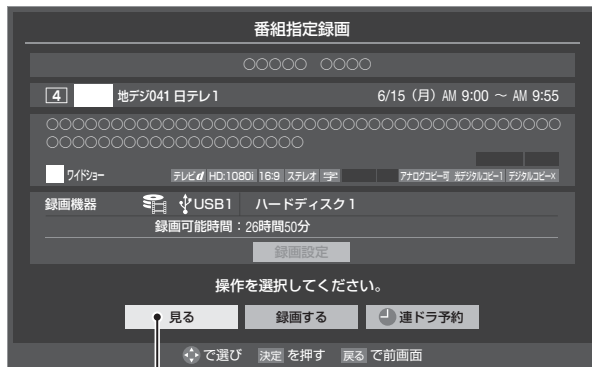 番組指定録画
○○○○○ ○○○○
4 地デジ041 日テレ1 6/15（月）AM 9:00 ～ AM 9:55
○○○○○○○○○○○○○○○○○○○○○○○○○○○○○○○○○○○○
○○○○○○○○○○○○○○○○○○
ワイドショー テレビd HD:1080i 16:9 ステレオ 字 アナログコピー可 光デジタルコピー1 デジタルコピー×
録画機器 USB1 ハードディスク1
録画可能時間：26時間50分
録画設定
操作を選択してください。
見る 録画する 連ドラ予約
で選び 決定 を押す 戻る で前画面